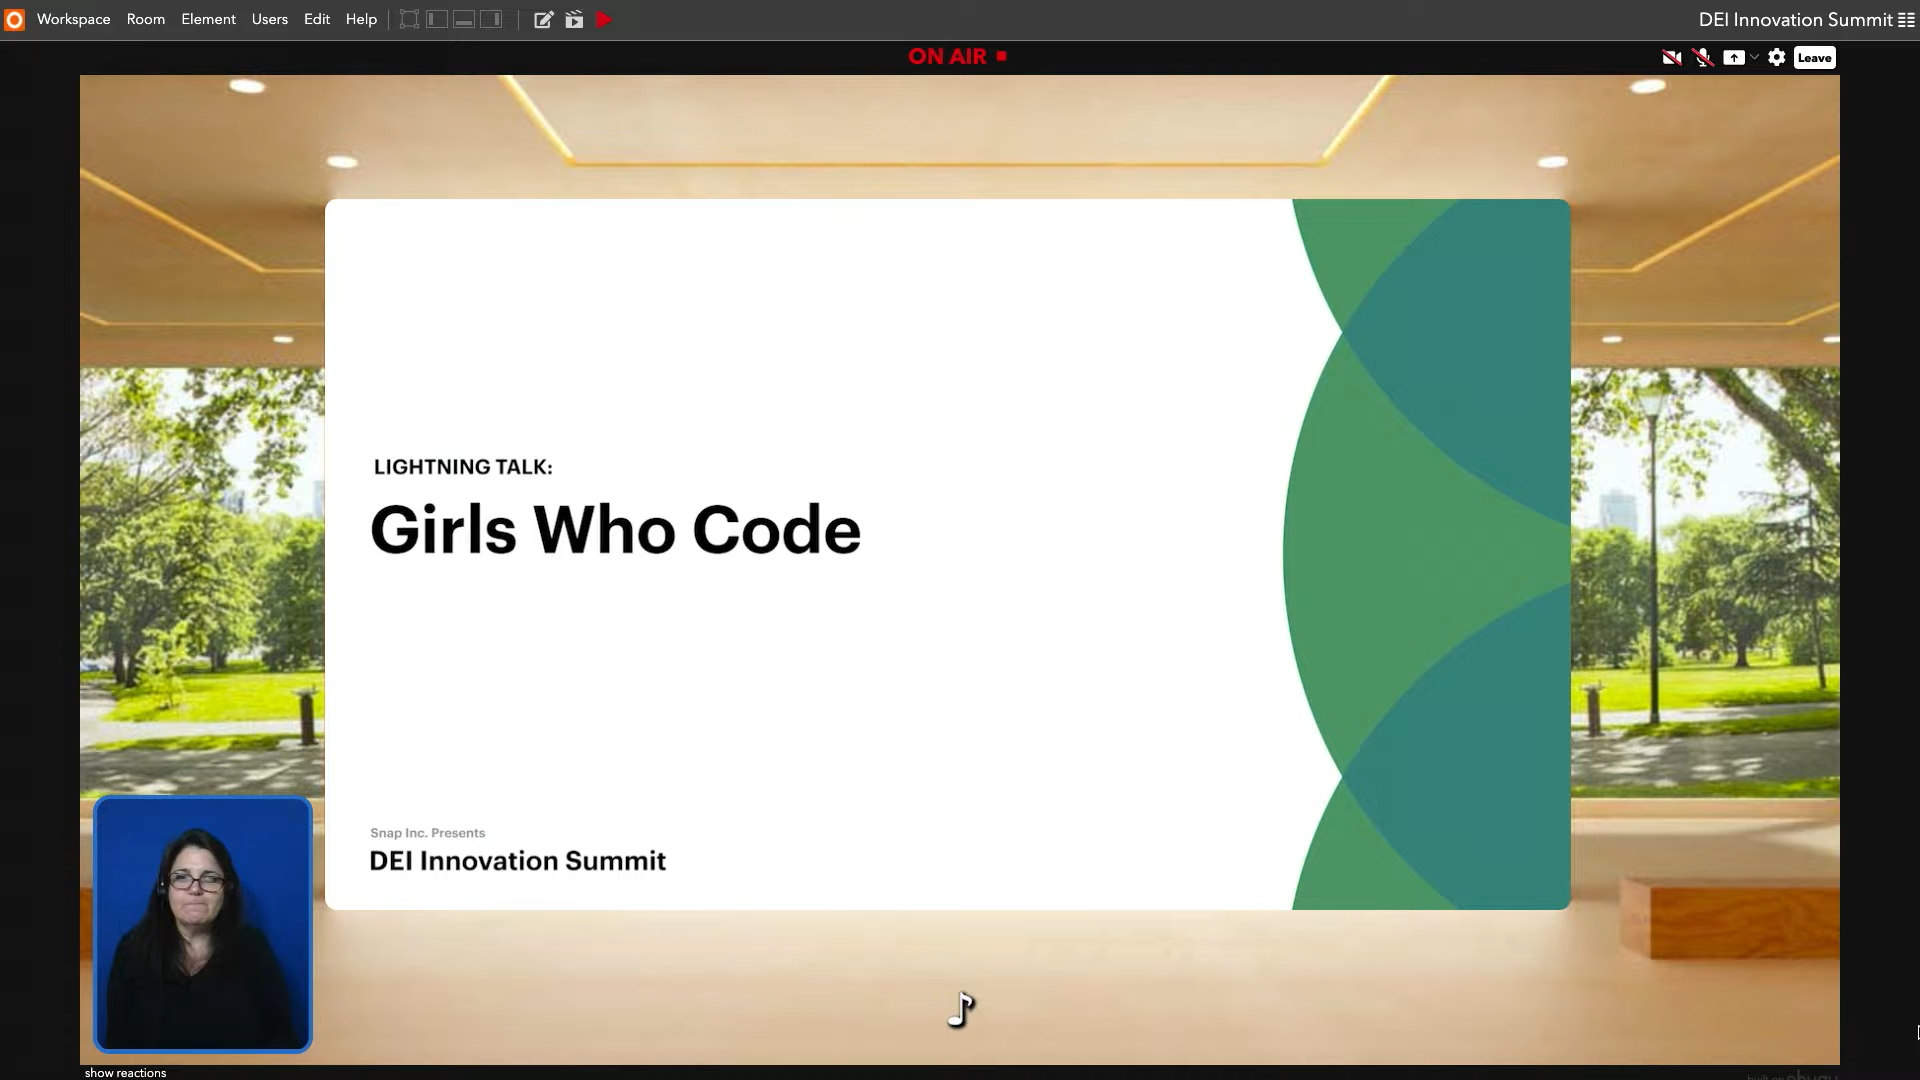 Workspace Room Element Users Edit Help
DEI Innovation Summit
ON AIR
Leave
LIGHTNING TALK:
Girls Who Code
Snap Inc. Presents
DEI Innovation Summit
show reactions